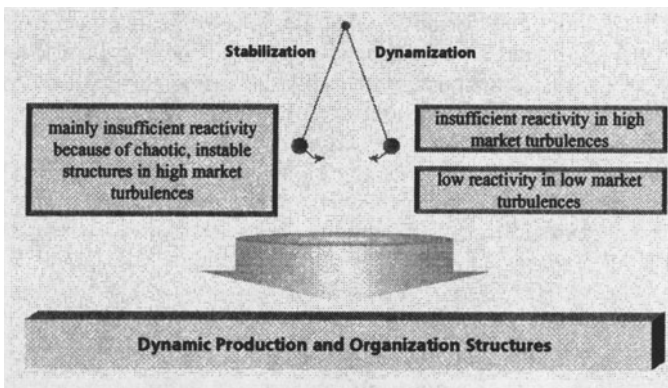 Stabilization
Dynamization
mainly insufficient reactivity
because of chaotic, instable
structures in high market
turbulences
insufficient reactivity in high
market turbulences
low reactivity in low market
turbulences
Dynamic Production and Organization Structures